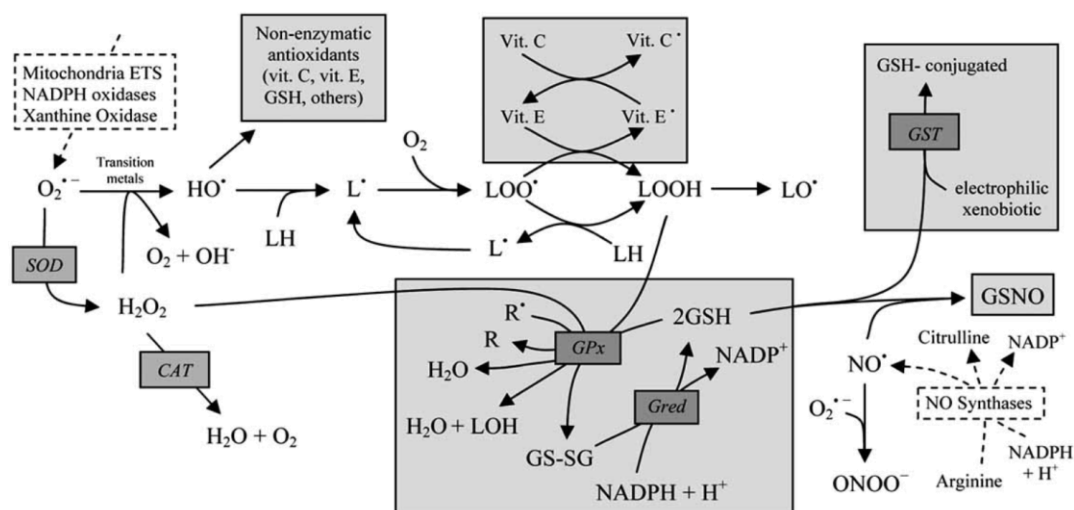 Mitochondria ETS
NADPH oxidases
Xanthine Oxidase
Non-enzymatic
antioxidants
(vit. C, vit. E,
GSH, others)
Vit. C
Vit. C•
Vit. E
Vit. E•
GSH- conjugated
GST
electrophilic
xenobiotic
O₂•⁻
Transition
metals
HO•
LH
L•
O₂
LOO•
LOOH
LO•
L•
LH
O₂ + OH⁻
SOD
H₂O₂
CAT
H₂O + O₂
R•
R
GPx
2GSH
H₂O
H₂O + LOH
GS-SG
Gred
NADP⁺
NADPH + H⁺
GSNO
NO•
O₂•⁻
ONOO⁻
Citrulline
NADP⁺
NO Synthases
Arginine
NADPH
+ H⁺